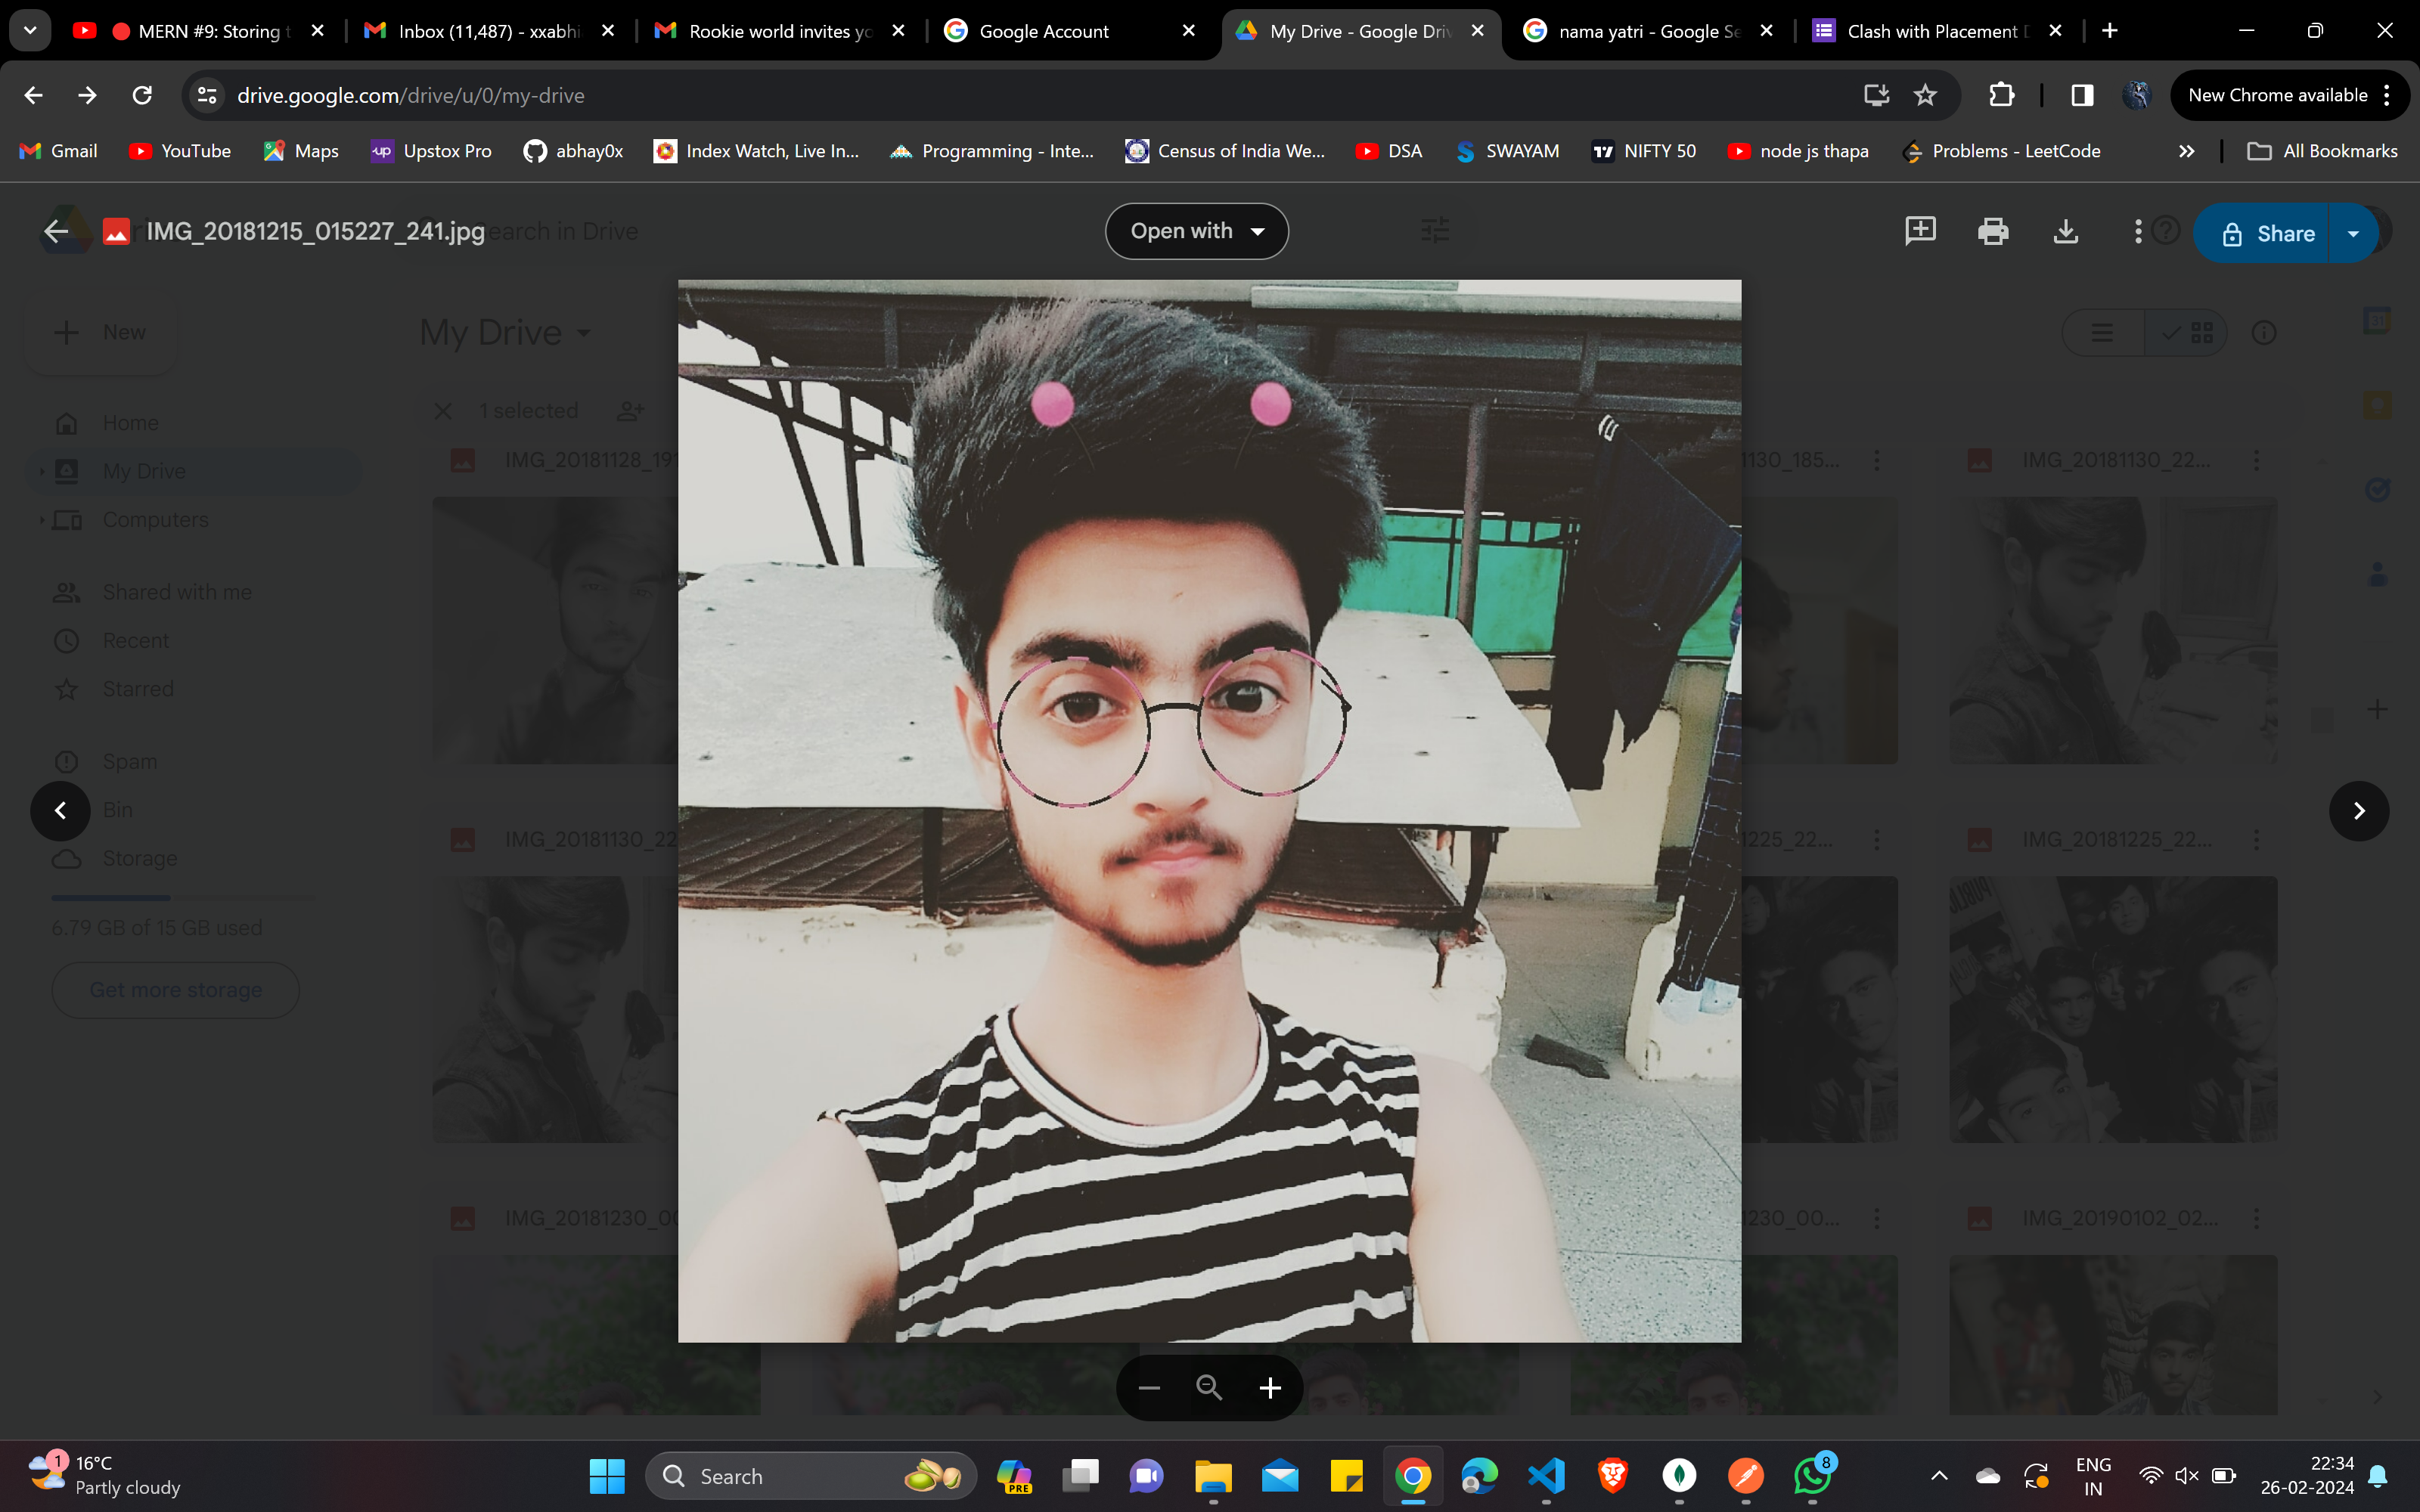 MERN #9: Storing t
Inbox (11,487) - xxabhi
Rookie world invites yo
Google Account
My Drive - Google Driv
nama yatri - Google Se
Clash with Placement D
drive.google.com/drive/u/0/my-drive
New Chrome available
Gmail
YouTube
Maps
up
Upstox Pro
abhay0x
Index Watch, Live In...
Programming - Inte...
Census of India We...
DSA
SWAYAM
NIFTY 50
node js thapa
Problems - LeetCode
All Bookmarks
IMG_20181215_015227_241.jpg
earch in Drive
Open with
Share
New
My Drive
1 selected
Home
My Drive
Computers
Shared with me
Recent
Starred
Spam
Bin
Storage
6.79 GB of 15 GB used
Get more storage
IMG_20181128_191
1130_185...
IMG_20181130_22...
IMG_20181130_22
1225_22...
IMG_20181225_22...
IMG_20181230_00
1230_00...
IMG_20190102_02...
1
16°C
Partly cloudy
Search
PRE
8
ENG
IN
22:34
26-02-2024